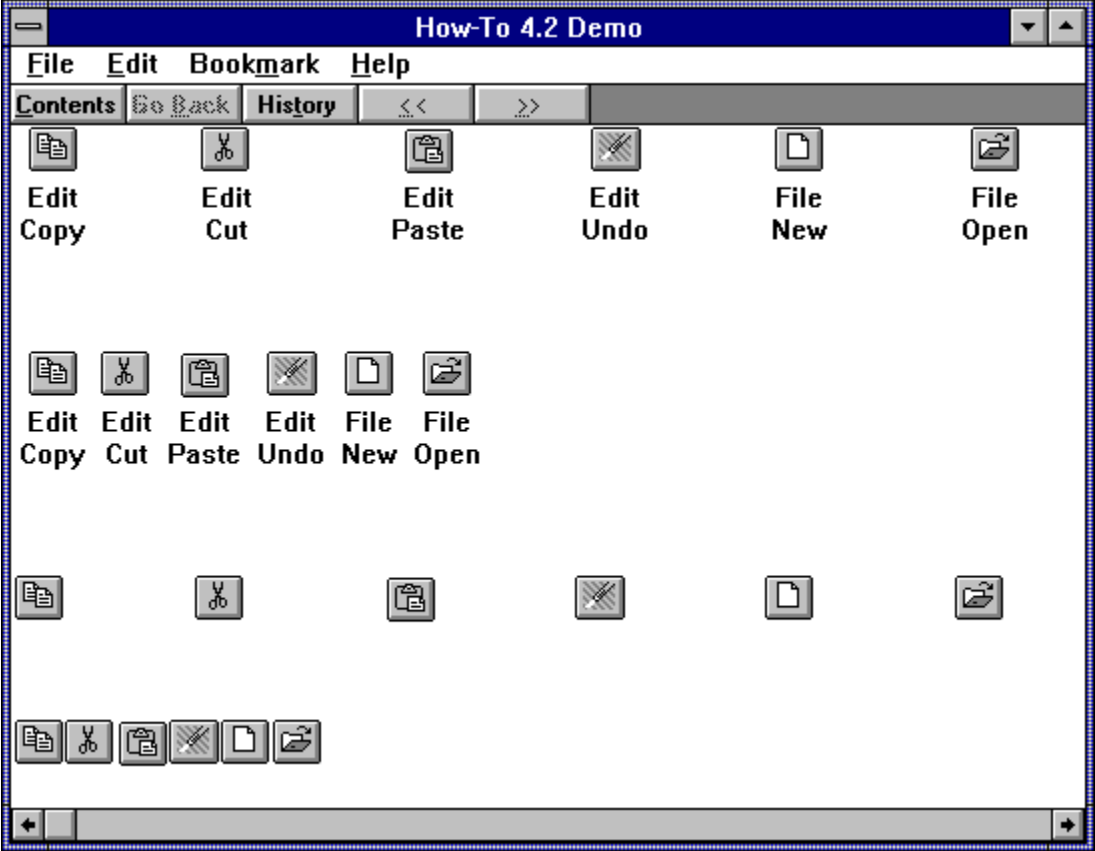 How-To 4.2 Demo
File Edit Bookmark Help
Contents Go Back History << >>
Edit Edit Edit Edit File File
Copy Cut Paste Undo New Open
Edit Edit Edit Edit File File
Copy Cut Paste Undo New Open